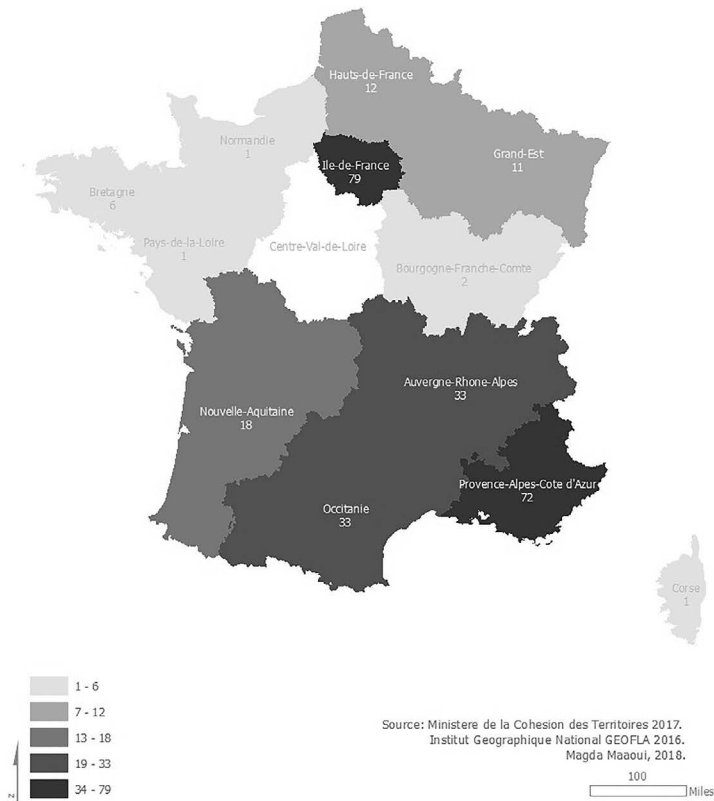 Hauts-de-France
12
Normandie
1
Grand-Est
11
Ile-de-France
79
Bretagne
6
Pays-de-la-Loire
1
Centre-Val-de-Loire
Bourgogne-Franche-Comte
2
Auvergne-Rhone-Alpes
33
Nouvelle-Aquitaine
18
Provence-Alpes-Cote d'Azur
72
Occitanie
33
Corse
1
1 - 6
7 - 12
13 - 18
19 - 33
34 - 79
Source: Ministere de la Cohesion des Territoires 2017.
Institut Geographique National GEOFLA 2016.
Magda Maaoui, 2018.
100
Miles
N